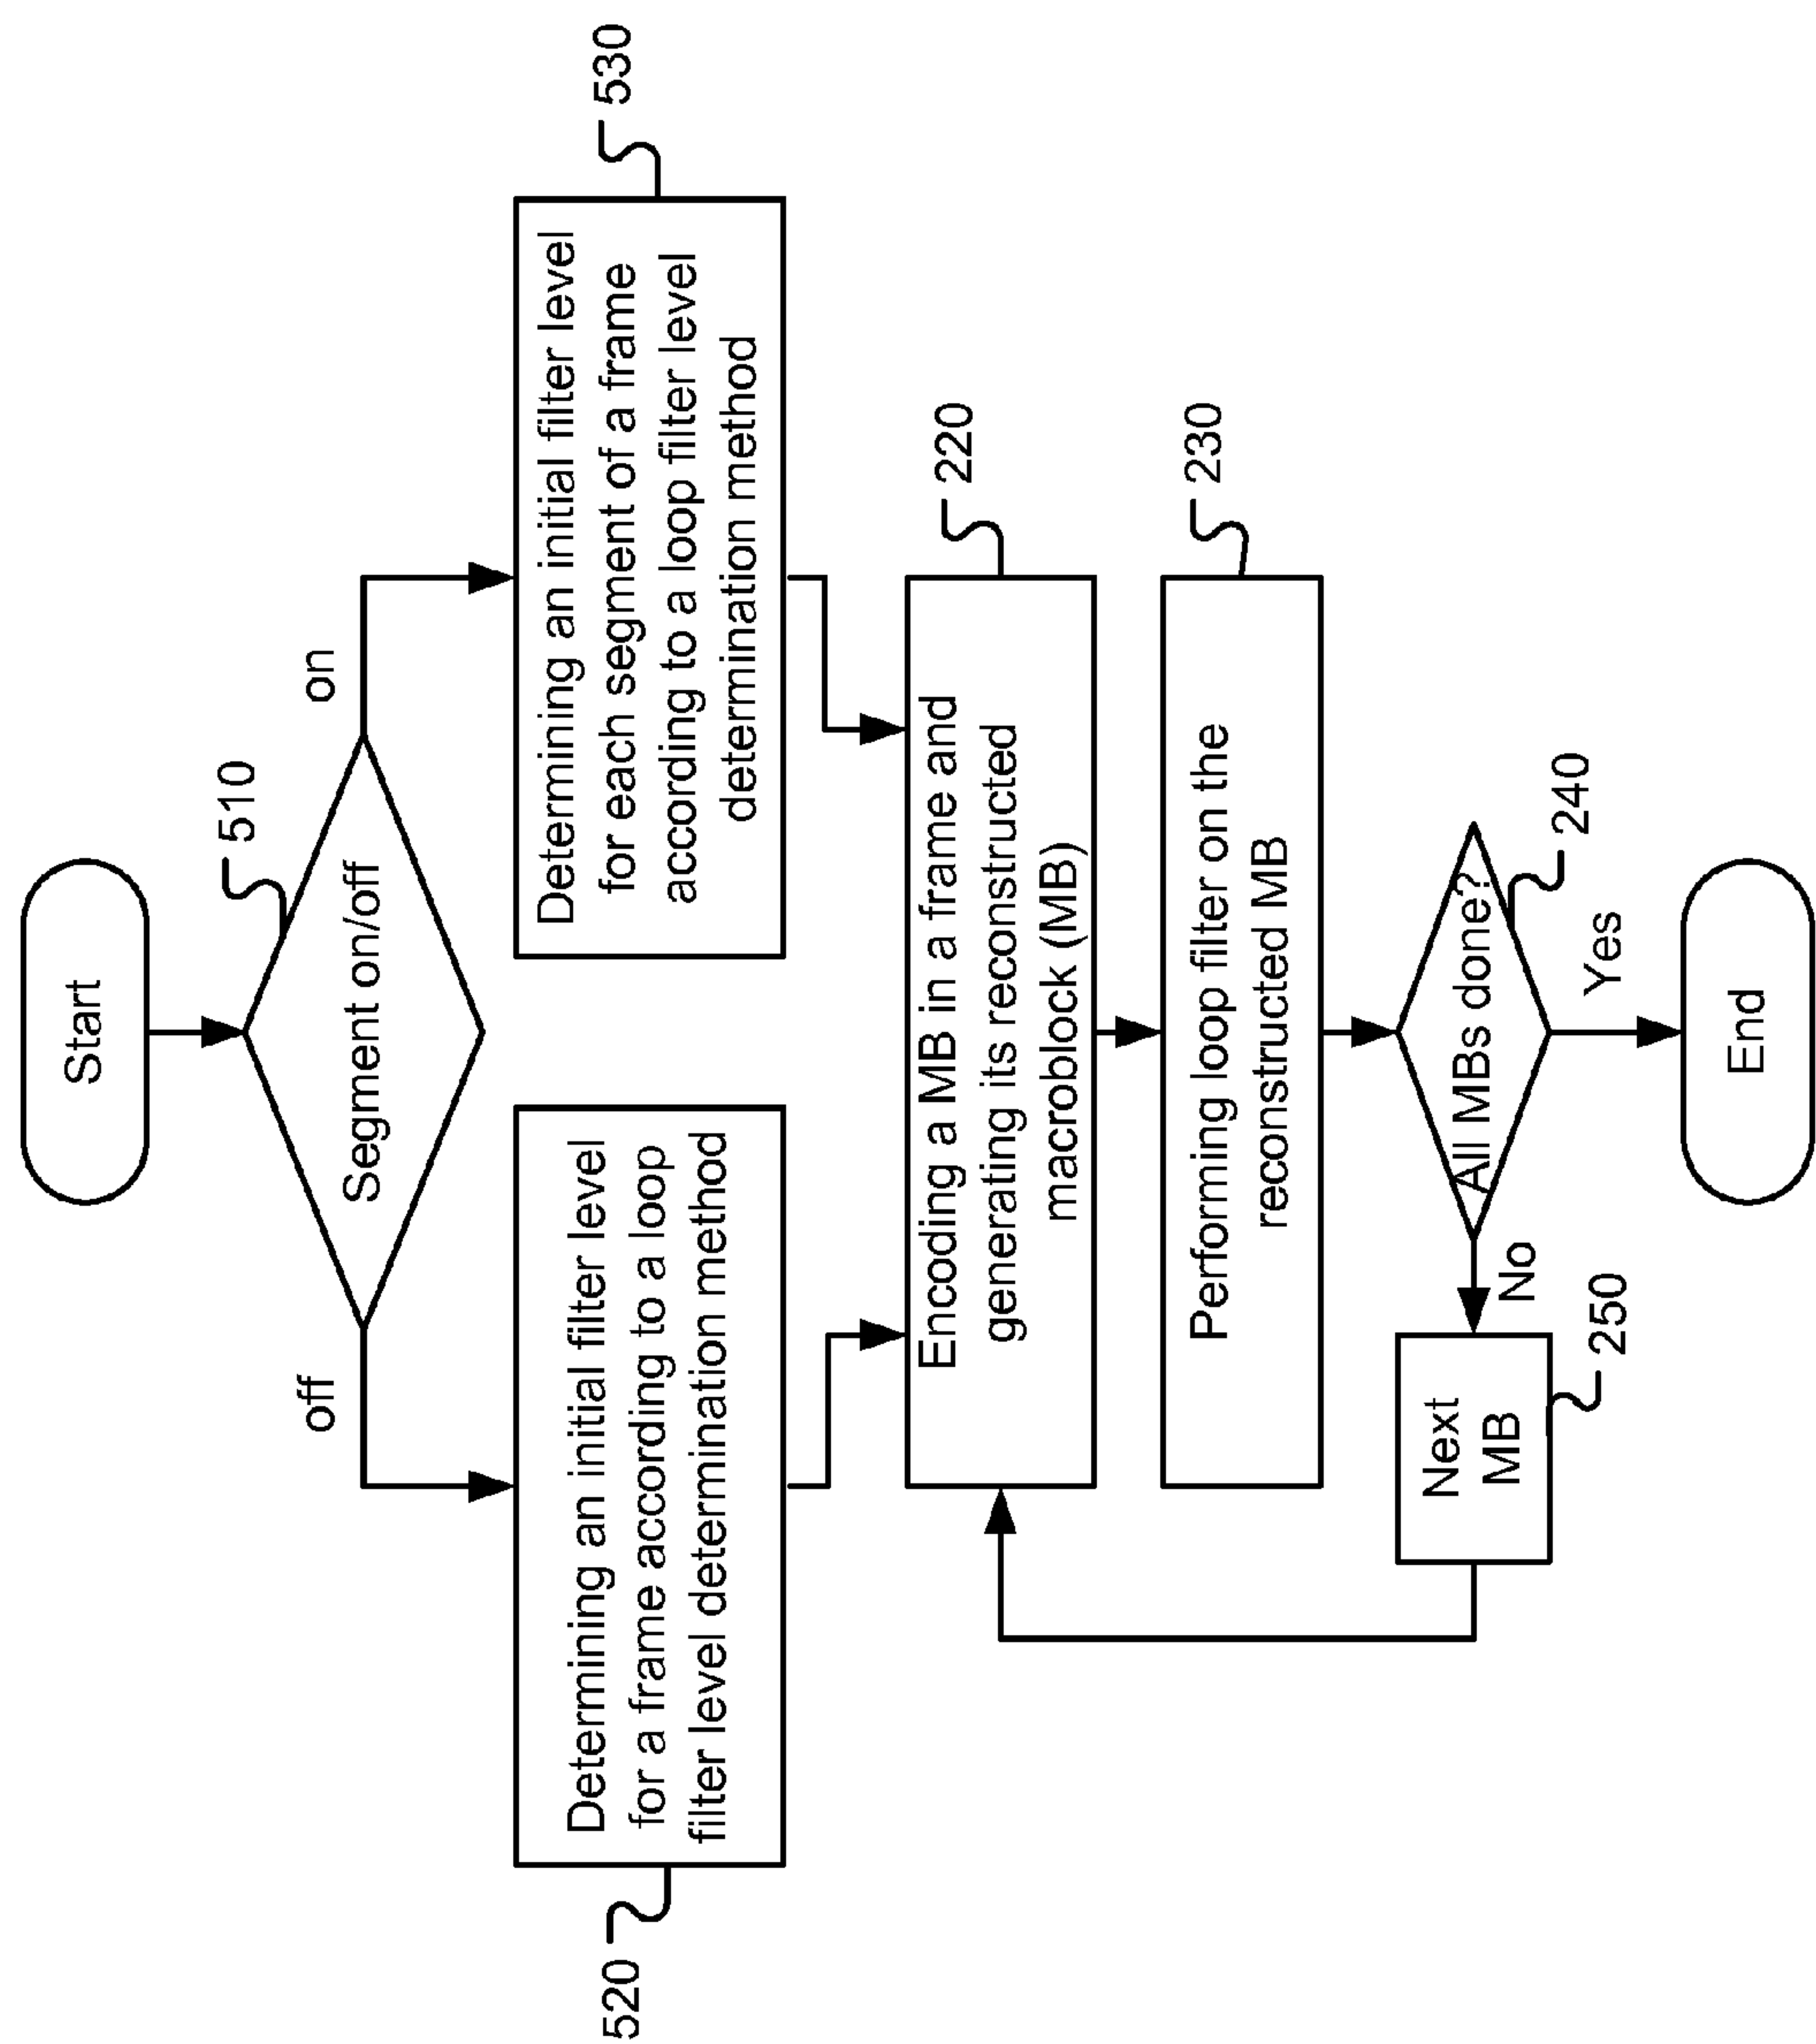 Start
510
Segment on/off
off
on
520
Determining an initial filter level
for a frame according to a loop
filter level determination method
Determining an initial filter level
for each segment of a frame
according to a loop filter level
determination method
530
Encoding a MB in a frame and
generating its reconstructed
macroblock (MB)
220
Performing loop filter on the
reconstructed MB
230
Next
MB
250
No
All MBs done?
240
Yes
End